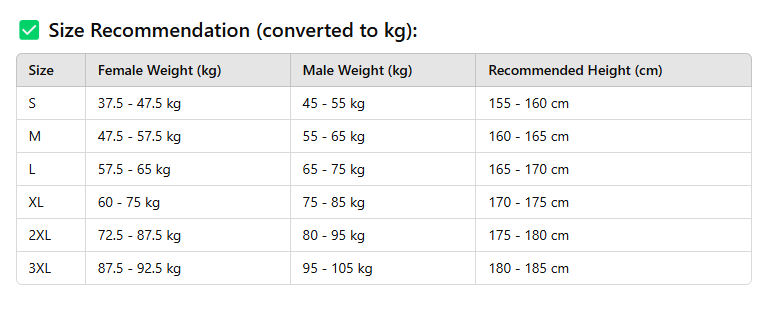 ✅ Size Recommendation (converted to kg):
Size Female Weight (kg) Male Weight (kg) Recommended Height (cm)
S 37.5 - 47.5 kg 45 - 55 kg 155 - 160 cm
M 47.5 - 57.5 kg 55 - 65 kg 160 - 165 cm
L 57.5 - 65 kg 65 - 75 kg 165 - 170 cm
XL 60 - 75 kg 75 - 85 kg 170 - 175 cm
2XL 72.5 - 87.5 kg 80 - 95 kg 175 - 180 cm
3XL 87.5 - 92.5 kg 95 - 105 kg 180 - 185 cm